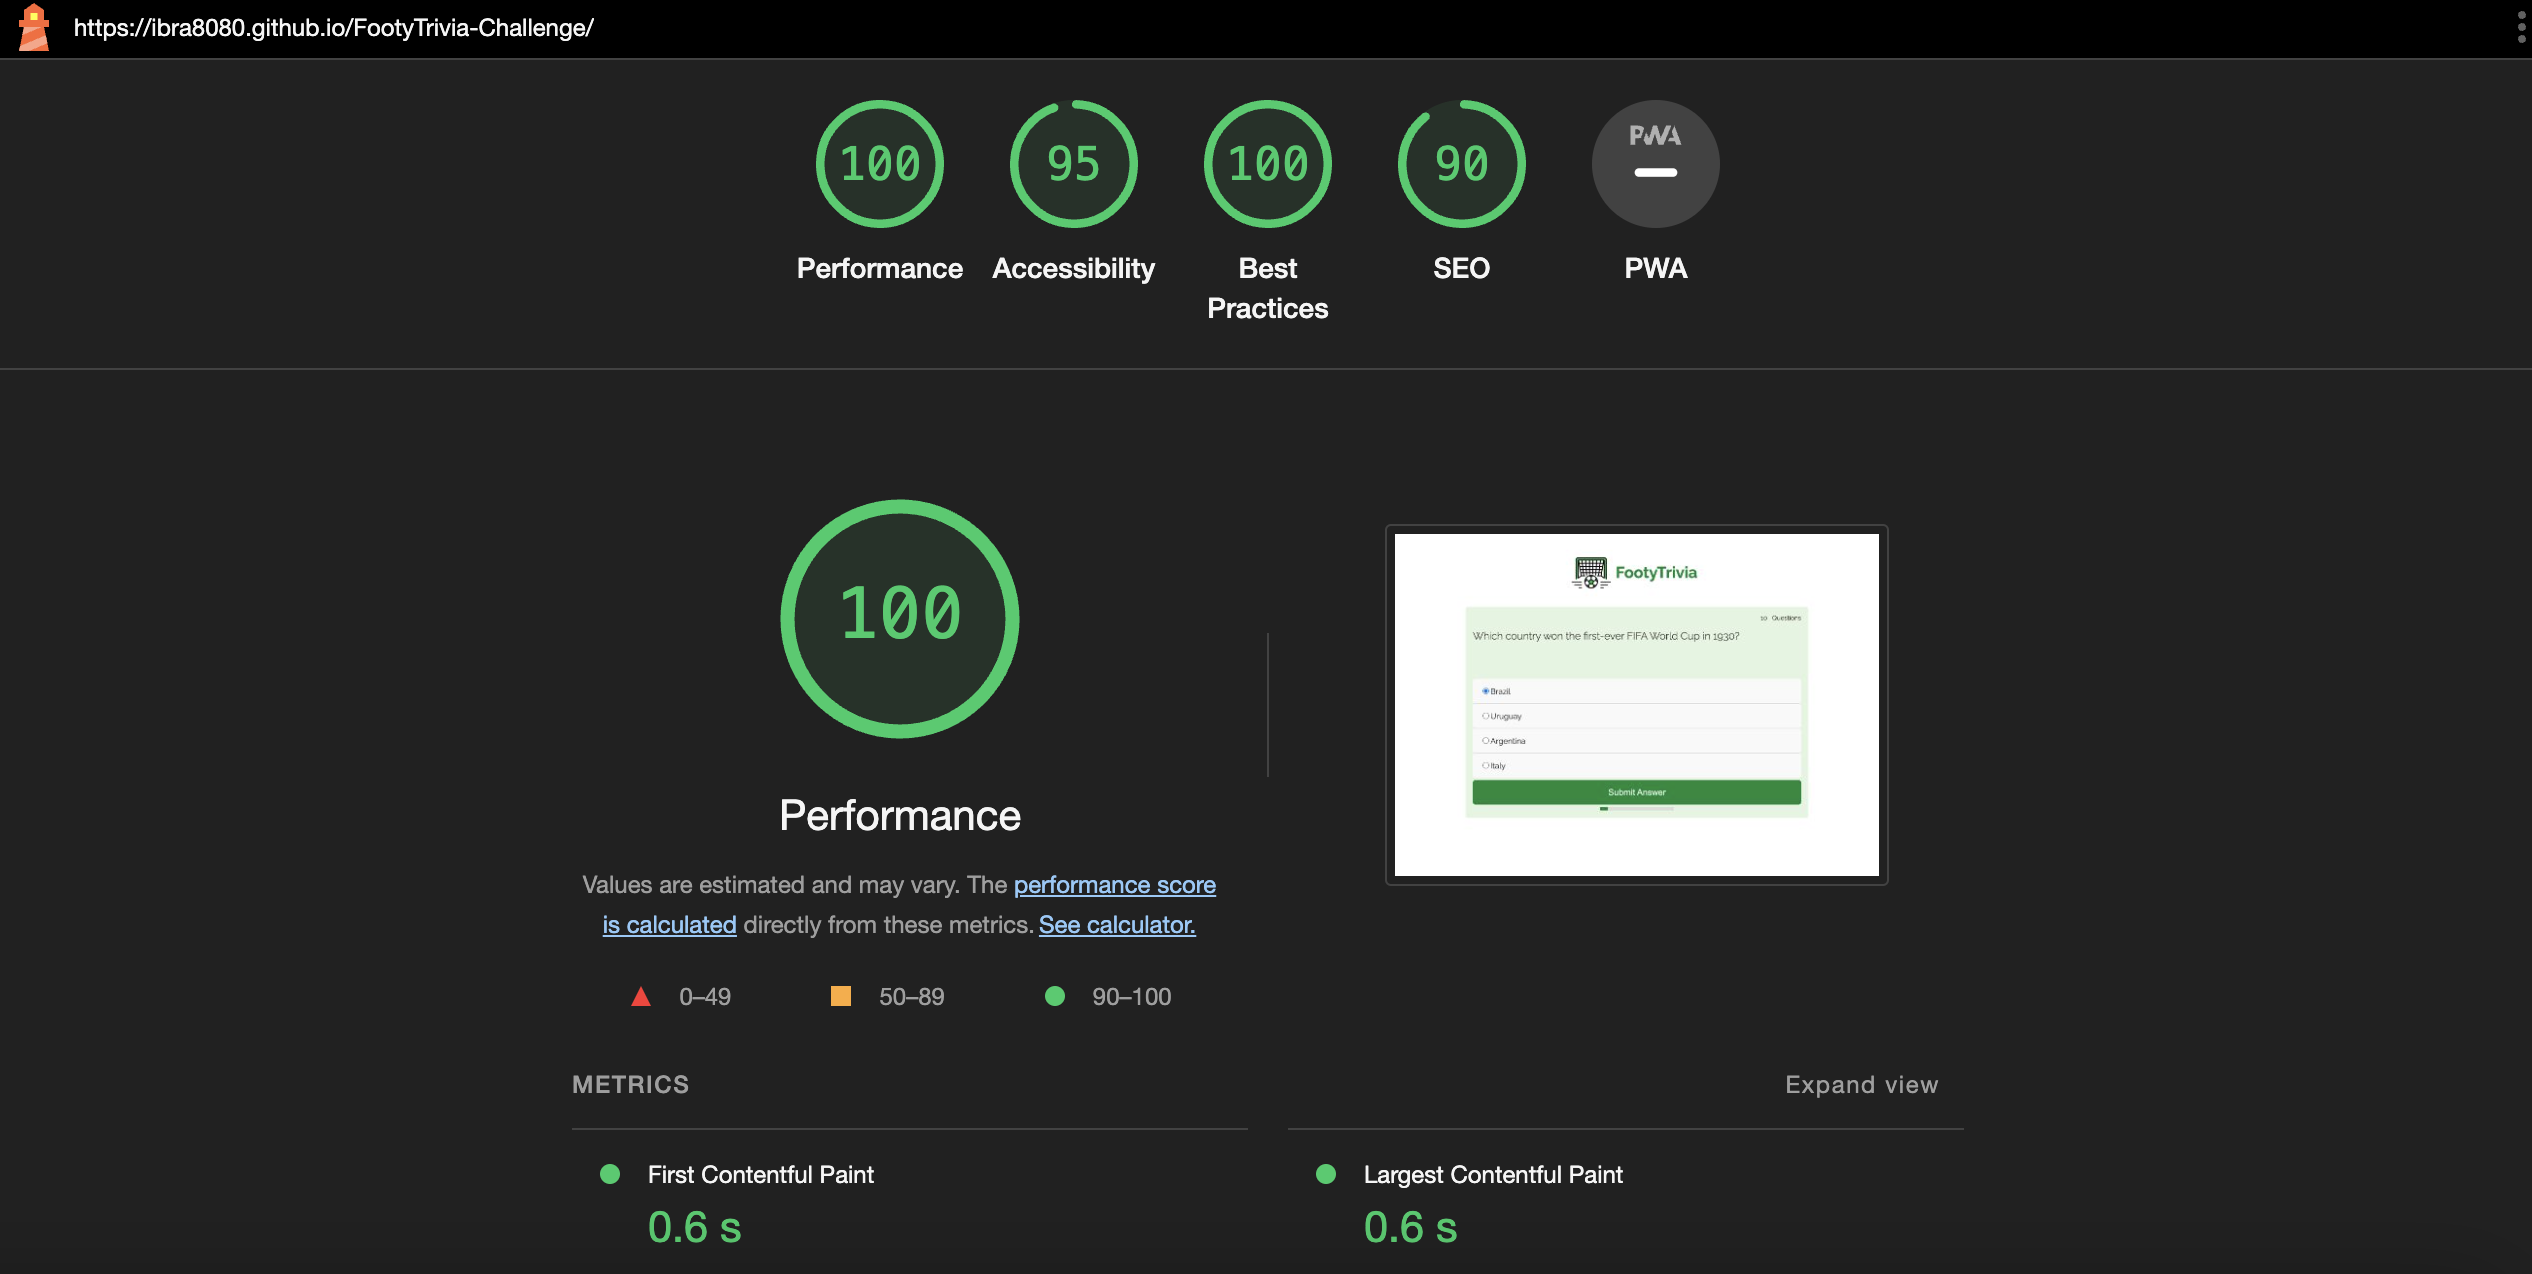 https://ibra8080.github.io/FootyTrivia-Challenge/
100
95
100
90
PWA
Performance
Accessibility
Best
Practices
SEO
PWA
100
Performance
Values are estimated and may vary. The performance score
is calculated directly from these metrics. See calculator.
0–49
50–89
90–100
FootyTrivia
10 Questions
Which country won the first-ever FIFA World Cup in 1930?
Brazil
Uruguay
Argentina
Italy
Submit Answer
METRICS
Expand view
First Contentful Paint
0.6 s
Largest Contentful Paint
0.6 s